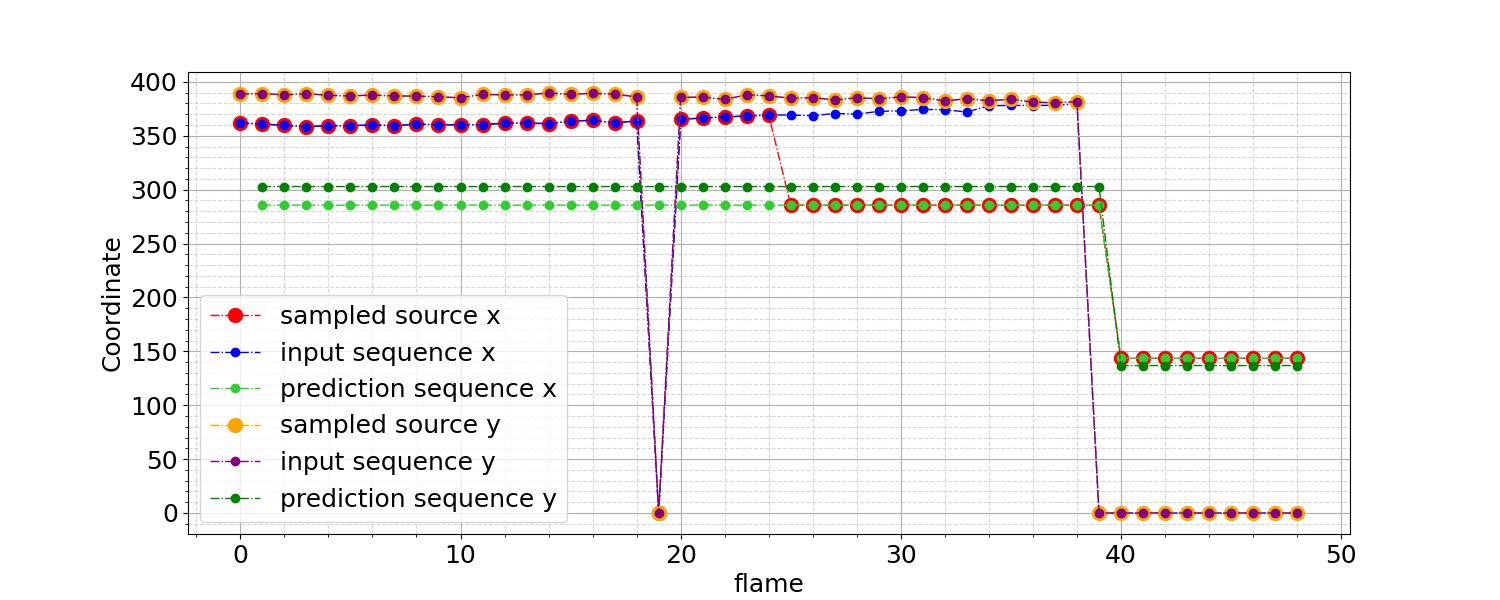 400
350
300
250
200
150
100
50
0
Coordinate
sampled source x
input sequence x
prediction sequence x
sampled source y
input sequence y
prediction sequence y
0 10 20 30 40 50
flame